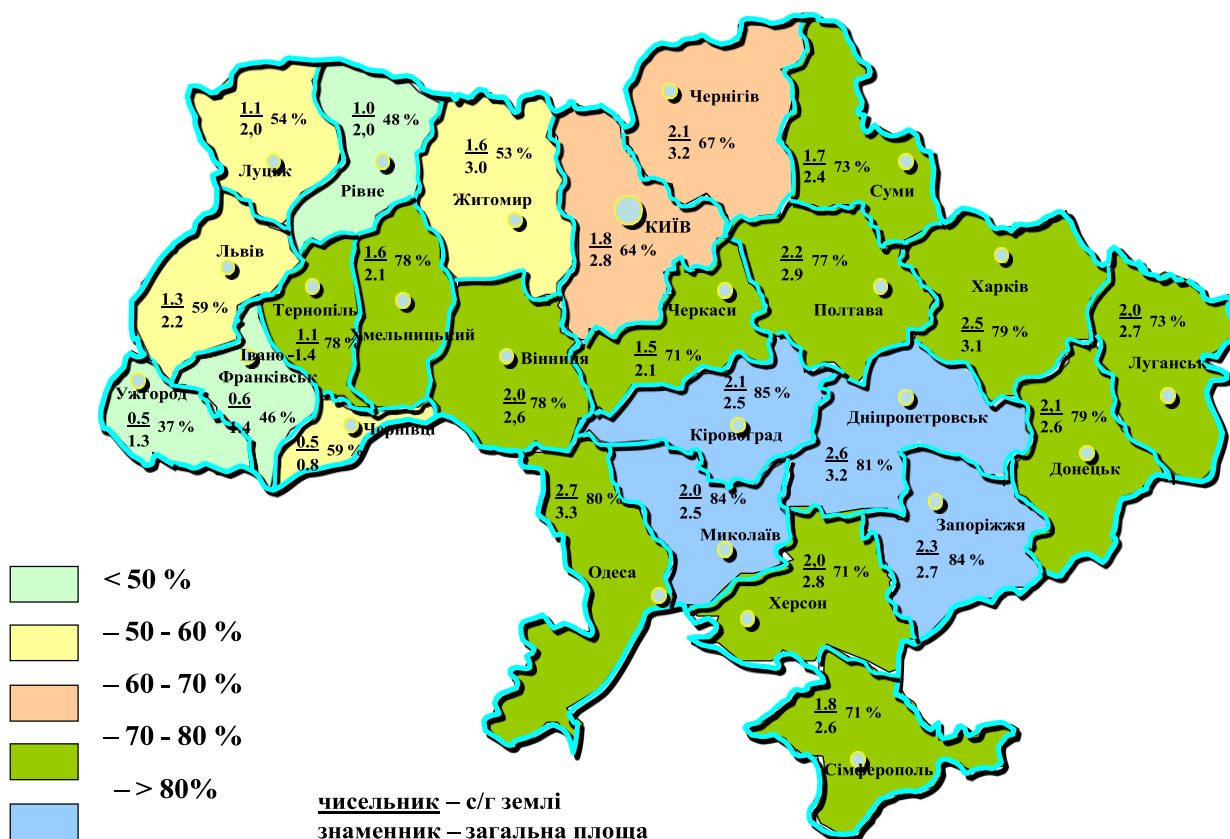 Чернігів
2.1 67 %
3.2
1.1 54 %
2,0
Луцьк
1.0 48 %
2,0
Рівне
1.6 53 %
3.0
Житомир
1.7 73 %
2.4
Суми
КИЇВ
1.8 64 %
2.8
Львів
1.3 59 %
2.2
1.6 78 %
2.1
Хмельницький
Тернопіль
1.1 78%
1.4
Черкаси
1.5 71 %
2.1
2.2 77 %
2.9
Полтава
Харків
2.5 79%
3.1
2,0 73 %
2.7
Луганськ
Івано -
Франківськ
0.6 46 %
1.4
Ужгород
0.5 37 %
1.3
Вінниця
2,0 78 %
2,6
Чернівці
0.5 59 %
0.8
2.1 85 %
2.5
Кіровоград
Дніпропетровськ
2,6 81 %
3.2
2,1 79%
2.6
Донецьк
2.7 80 %
3.3
Одеса
2.0 84 %
2.5
Миколаїв
Запоріжжя
2,3 84 %
2.7
2,0 71 %
2.8
Херсон
1.8 71 %
2.6
Сімферополь
< 50 %
– 50 - 60 %
– 60 - 70 %
– 70 - 80 %
– > 80%
чисельник – с/г землі
знаменник – загальна площа